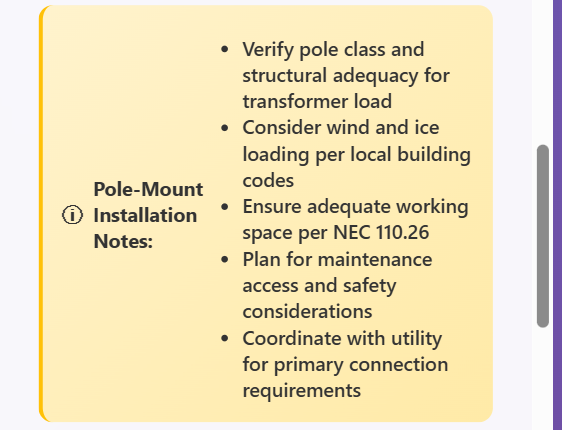 ⓘ Pole-Mount
Installation
Notes:
• Verify pole class and
structural adequacy for
transformer load
• Consider wind and ice
loading per local building
codes
• Ensure adequate working
space per NEC 110.26
• Plan for maintenance
access and safety
considerations
• Coordinate with utility
for primary connection
requirements